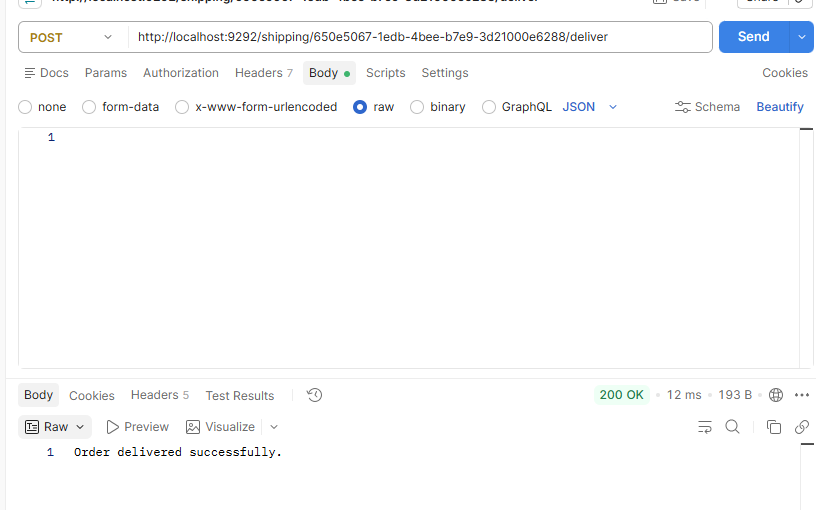 POST http://localhost:9292/shipping/650e5067-1edb-4bee-b7e9-3d21000e6288/deliver Send
Docs Params Authorization Headers 7 Body Scripts Settings Cookies
none form-data x-www-form-urlencoded raw binary GraphQL JSON Schema Beautify
1
Body Cookies Headers 5 Test Results 200 OK 12 ms 193 B
Raw Preview Visualize
1 Order delivered successfully.